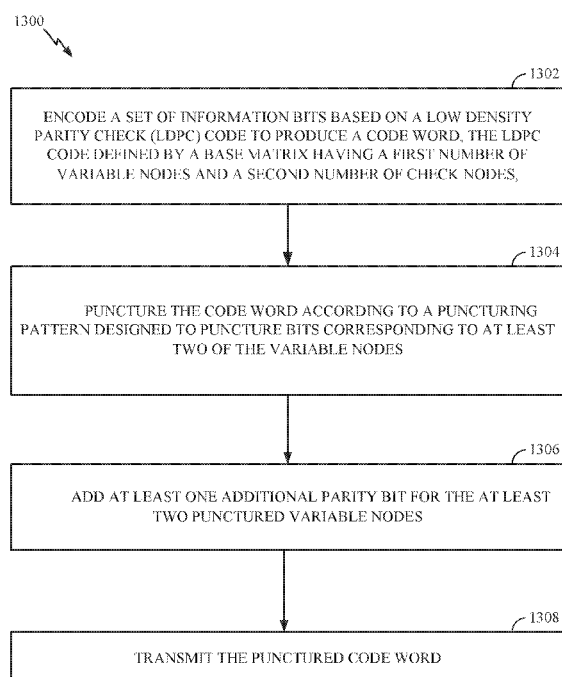 1300
1302
ENCODE A SET OF INFORMATION BITS BASED ON A LOW DENSITY
PARITY CHECK (LDPC) CODE TO PRODUCE A CODE WORD, THE LDPC
CODE DEFINED BY A BASE MATRIX HAVING A FIRST NUMBER OF
VARIABLE NODES AND A SECOND NUMBER OF CHECK NODES,
1304
PUNCTURE THE CODE WORD ACCORDING TO A PUNCTURING
PATTERN DESIGNED TO PUNCTURE BITS CORRESPONDING TO AT LEAST
TWO OF THE VARIABLE NODES
1306
ADD AT LEAST ONE ADDITIONAL PARITY BIT FOR THE AT LEAST
TWO PUNCTURED VARIABLE NODES
1308
TRANSMIT THE PUNCTURED CODE WORD